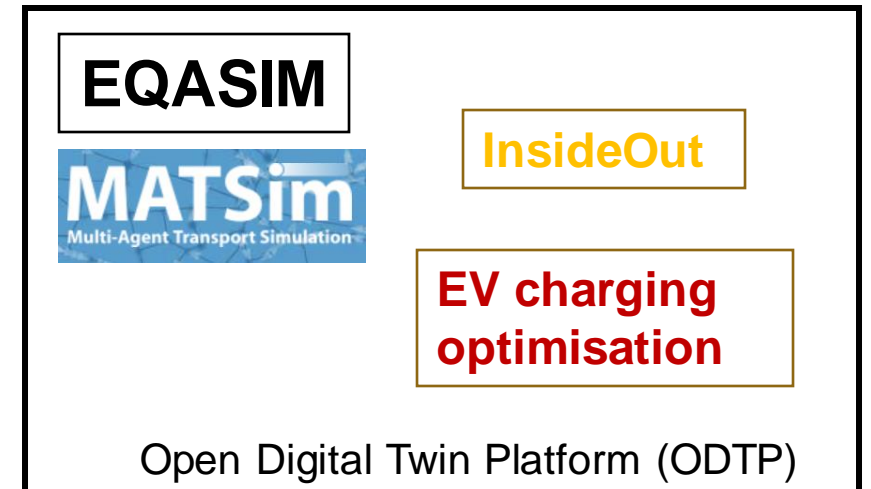 EQASIM
MATSim
Multi-Agent Transport Simulation
InsideOut
EV charging
optimisation
Open Digital Twin Platform (ODTP)